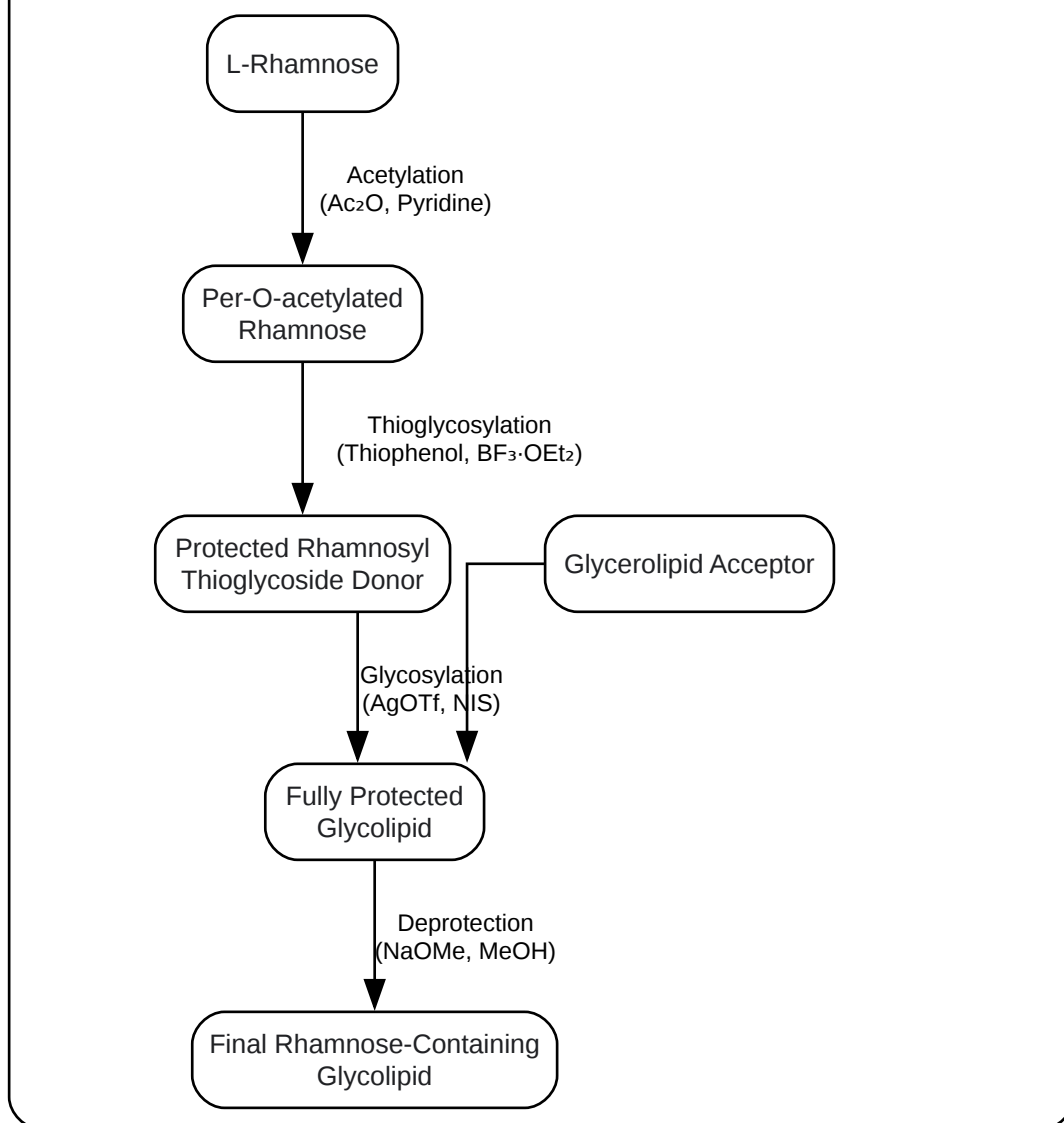 L-Rhamnose
Acetylation
(Ac₂O, Pyridine)
Per-O-acetylated
Rhamnose
Thioglycosylation
(Thiophenol, BF₃·OEt₂)
Protected Rhamnosyl
Thioglycoside Donor
Glycerolipid Acceptor
Glycosylation
(AgOTf, NIS)
Fully Protected
Glycolipid
Deprotection
(NaOMe, MeOH)
Final Rhamnose-Containing
Glycolipid